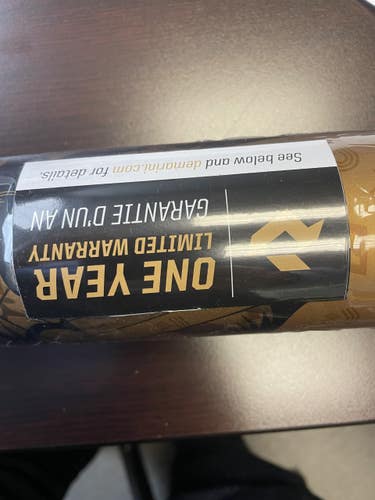 ONE YEAR
LIMITED WARRANTY
GARANTIE D'UN AN
See below and demarini.com for details.